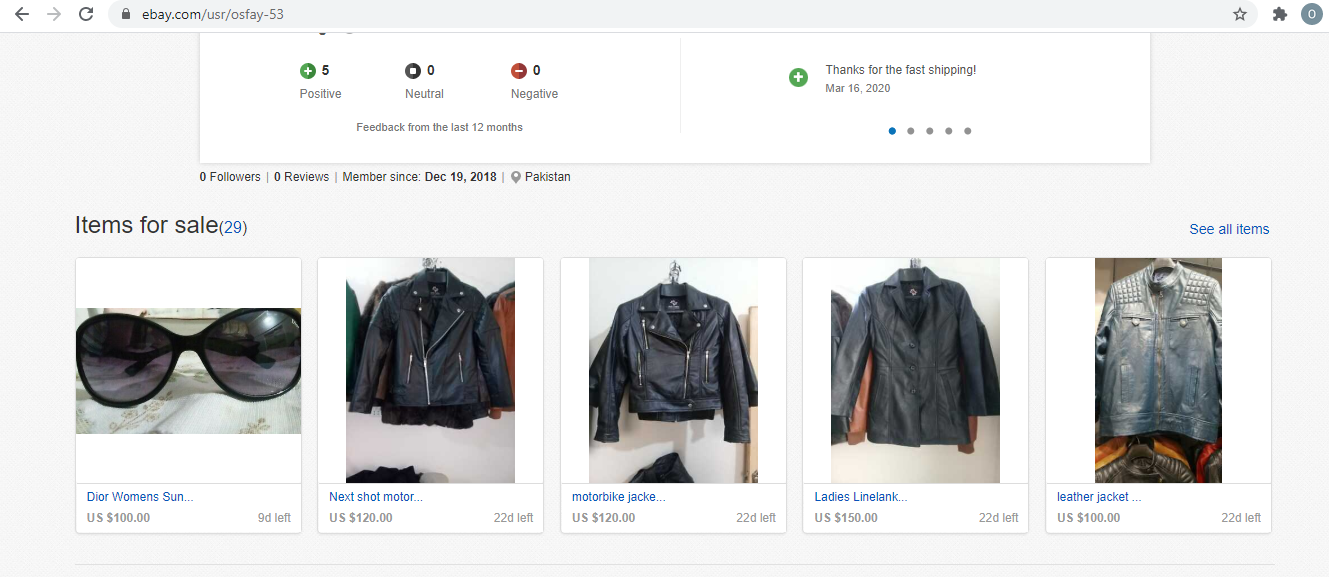 ebay.com/usr/osfay-53
O
5
0
0
Positive
Neutral
Negative
Feedback from the last 12 months
Thanks for the fast shipping!
Mar 16, 2020
0 Followers | 0 Reviews | Member since: Dec 19, 2018 | Pakistan
Items for sale(29)
See all items
Dior Womens Sun...
US $100.00
9d left
Next shot motor...
US $120.00
22d left
motorbike jacke...
US $120.00
22d left
Ladies Linelank...
US $150.00
22d left
leather jacket ...
US $100.00
22d left